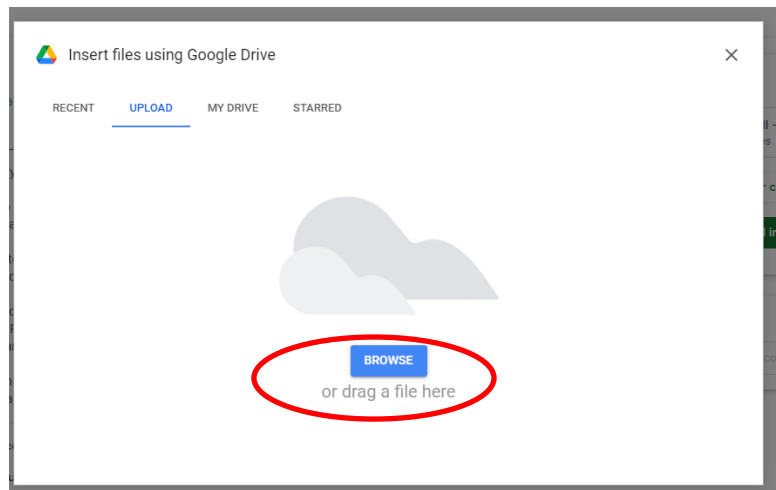 Insert files using Google Drive
RECENT UPLOAD MY DRIVE STARRED
BROWSE
or drag a file here